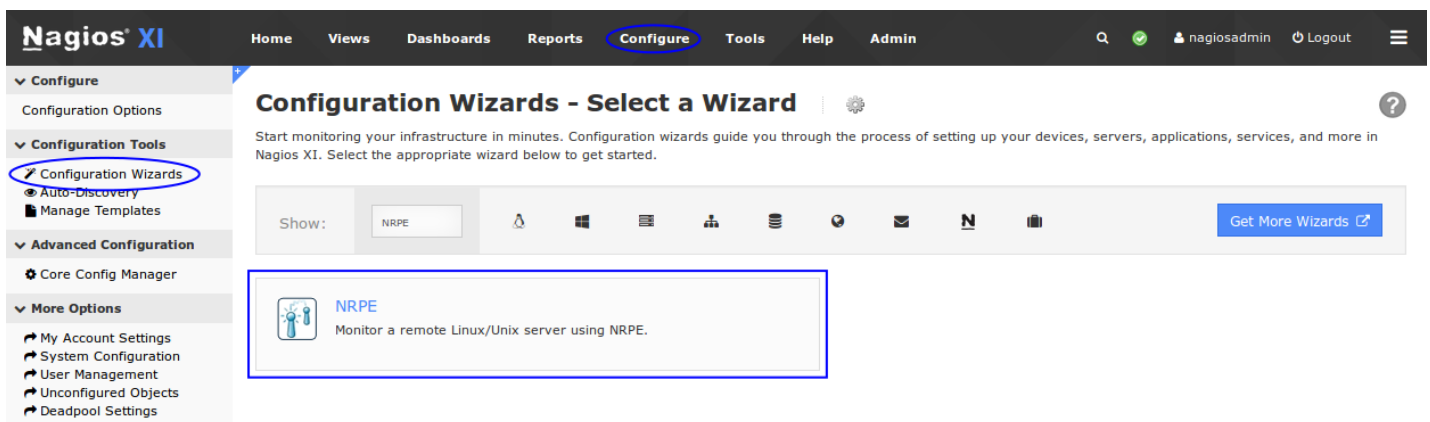 Nagios® XI
Home Views Dashboards Reports Configure Tools Help Admin nagiosadmin Logout
Configure
Configuration Options
Configuration Tools
Configuration Wizards
Auto-Discovery
Manage Templates
Advanced Configuration
Core Config Manager
More Options
My Account Settings
System Configuration
User Management
Unconfigured Objects
Deadpool Settings
Configuration Wizards - Select a Wizard
?
Start monitoring your infrastructure in minutes. Configuration wizards guide you through the process of setting up your devices, servers, applications, services, and more in
Nagios XI. Select the appropriate wizard below to get started.
Show: NRPE N Get More Wizards
NRPE
Monitor a remote Linux/Unix server using NRPE.